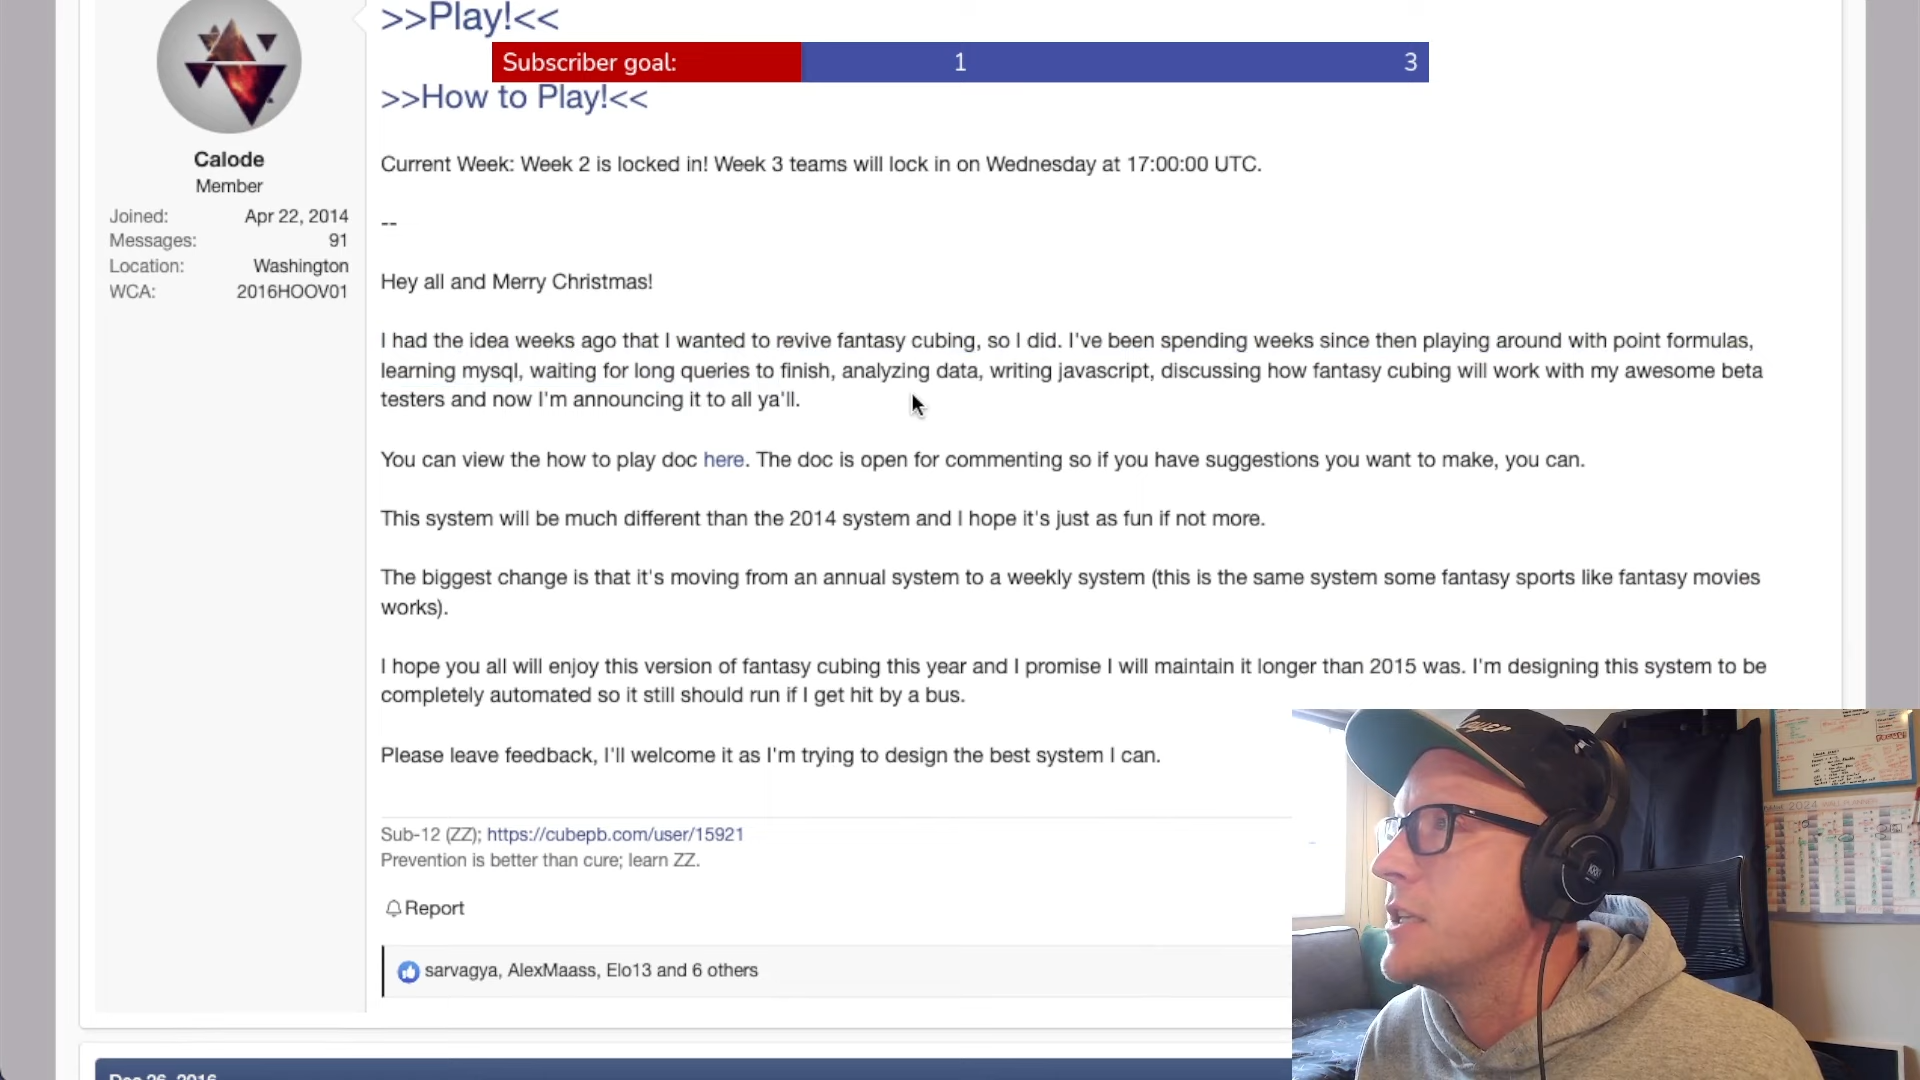 >>Play!<<
Subscriber goal: 1 3
>>How to Play!<<
Calode
Member
Joined: Apr 22, 2014
Messages: 91
Location: Washington
WCA: 2016HOOV01
Current Week: Week 2 is locked in! Week 3 teams will lock in on Wednesday at 17:00:00 UTC.
--
Hey all and Merry Christmas!
I had the idea weeks ago that I wanted to revive fantasy cubing, so I did. I've been spending weeks since then playing around with point formulas,
learning mysql, waiting for long queries to finish, analyzing data, writing javascript, discussing how fantasy cubing will work with my awesome beta
testers and now I'm announcing it to all ya'll.
You can view the how to play doc here. The doc is open for commenting so if you have suggestions you want to make, you can.
This system will be much different than the 2014 system and I hope it's just as fun if not more.
The biggest change is that it's moving from an annual system to a weekly system (this is the same system some fantasy sports like fantasy movies
works).
I hope you all will enjoy this version of fantasy cubing this year and I promise I will maintain it longer than 2015 was. I'm designing this system to be
completely automated so it still should run if I get hit by a bus.
Please leave feedback, I'll welcome it as I'm trying to design the best system I can.
Sub-12 (ZZ); https://cubepb.com/user/15921
Prevention is better than cure; learn ZZ.
Report
sarvagya, AlexMaass, Elo13 and 6 others
Dec 26, 2016
KRK
2024 WALL PLANNER